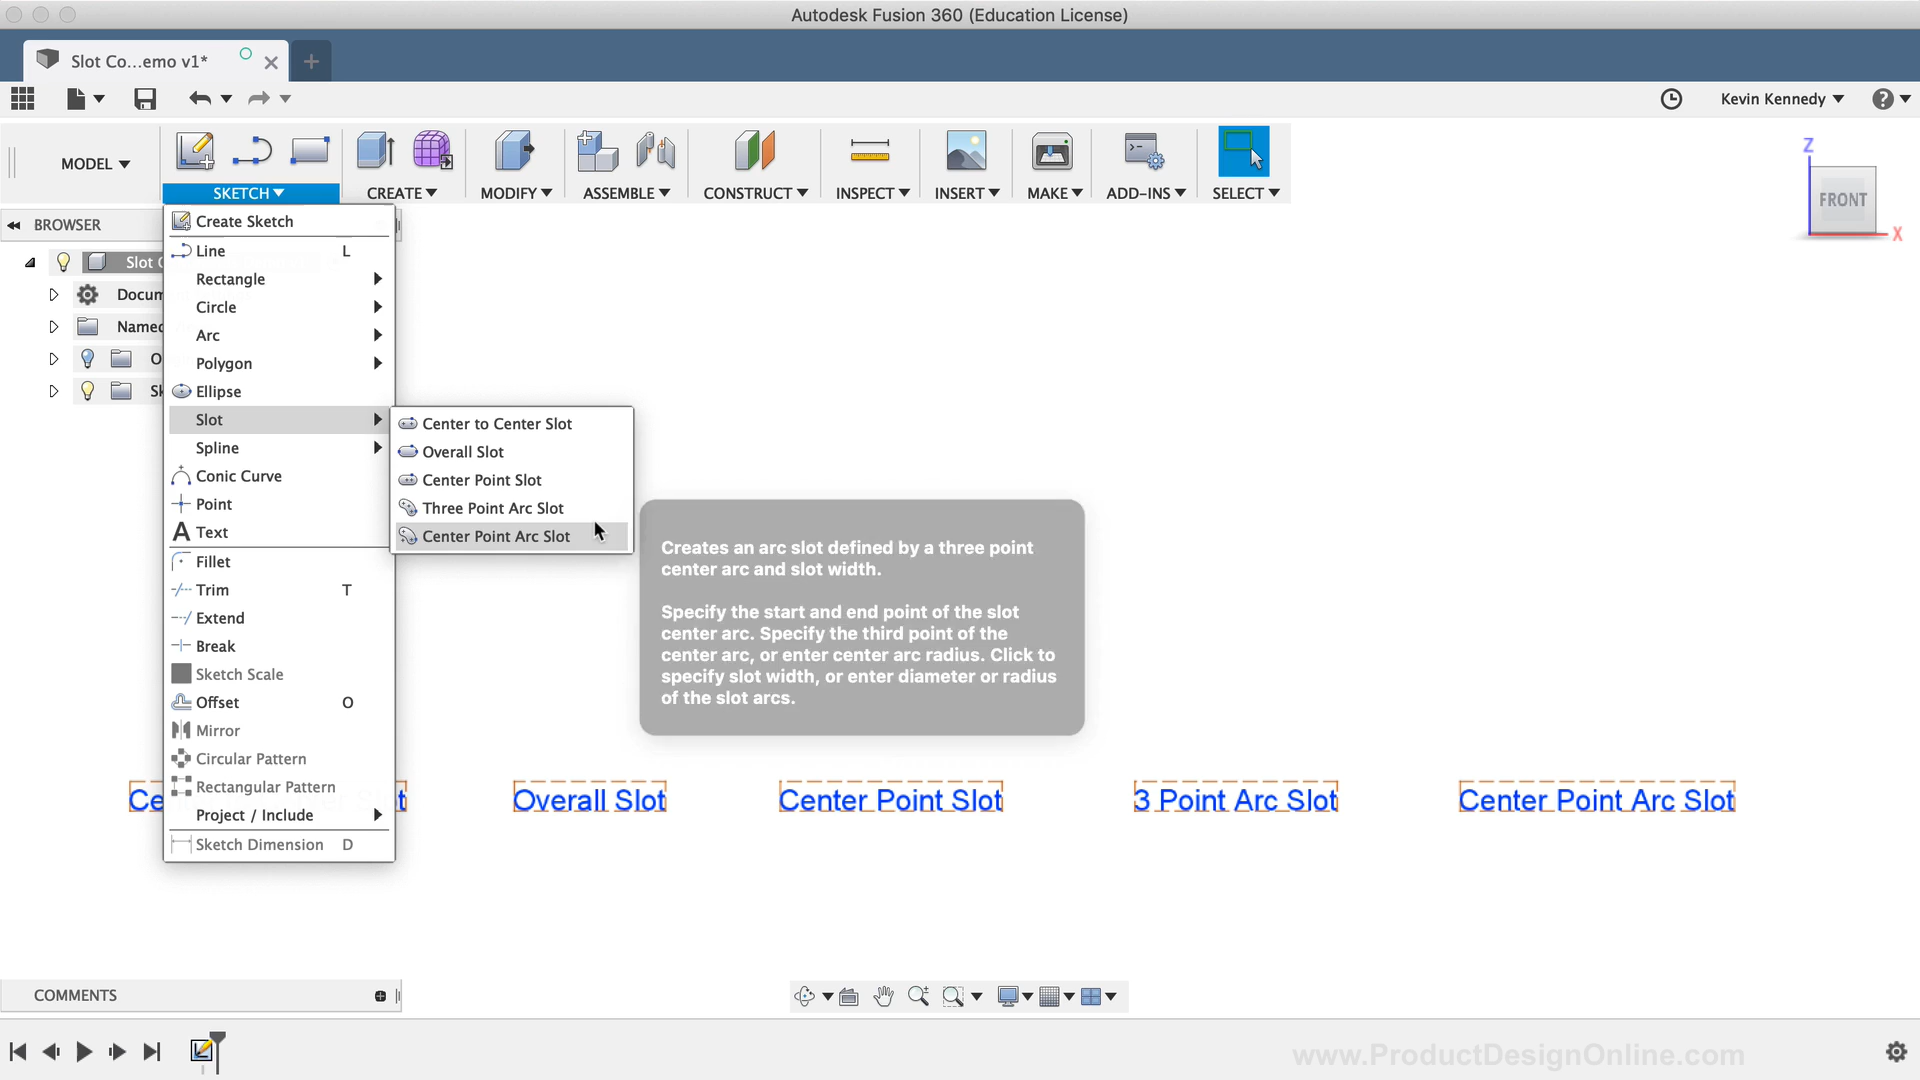 Autodesk Fusion 360 (Education License)
Slot Co...emo v1*
Kevin Kennedy
MODEL
SKETCH
CREATE
MODIFY
ASSEMBLE
CONSTRUCT
INSPECT
INSERT
MAKE
ADD-INS
SELECT
Z
FRONT
X
BROWSER
Slot C
Docum
Named
O
Sk
Create Sketch
Line L
Rectangle
Circle
Arc
Polygon
Ellipse
Slot
Spline
Conic Curve
Point
Text
Fillet
Trim T
Extend
Break
Sketch Scale
Offset O
Mirror
Circular Pattern
Rectangular Pattern
Project / Include
Sketch Dimension D
Center to Center Slot
Overall Slot
Center Point Slot
Three Point Arc Slot
Center Point Arc Slot
Creates an arc slot defined by a three point
center arc and slot width.
Specify the start and end point of the slot
center arc. Specify the third point of the
center arc, or enter center arc radius. Click to
specify slot width, or enter diameter or radius
of the slot arcs.
Ce t
Overall Slot
Center Point Slot
3 Point Arc Slot
Center Point Arc Slot
COMMENTS
www.ProductDesignOnline.com